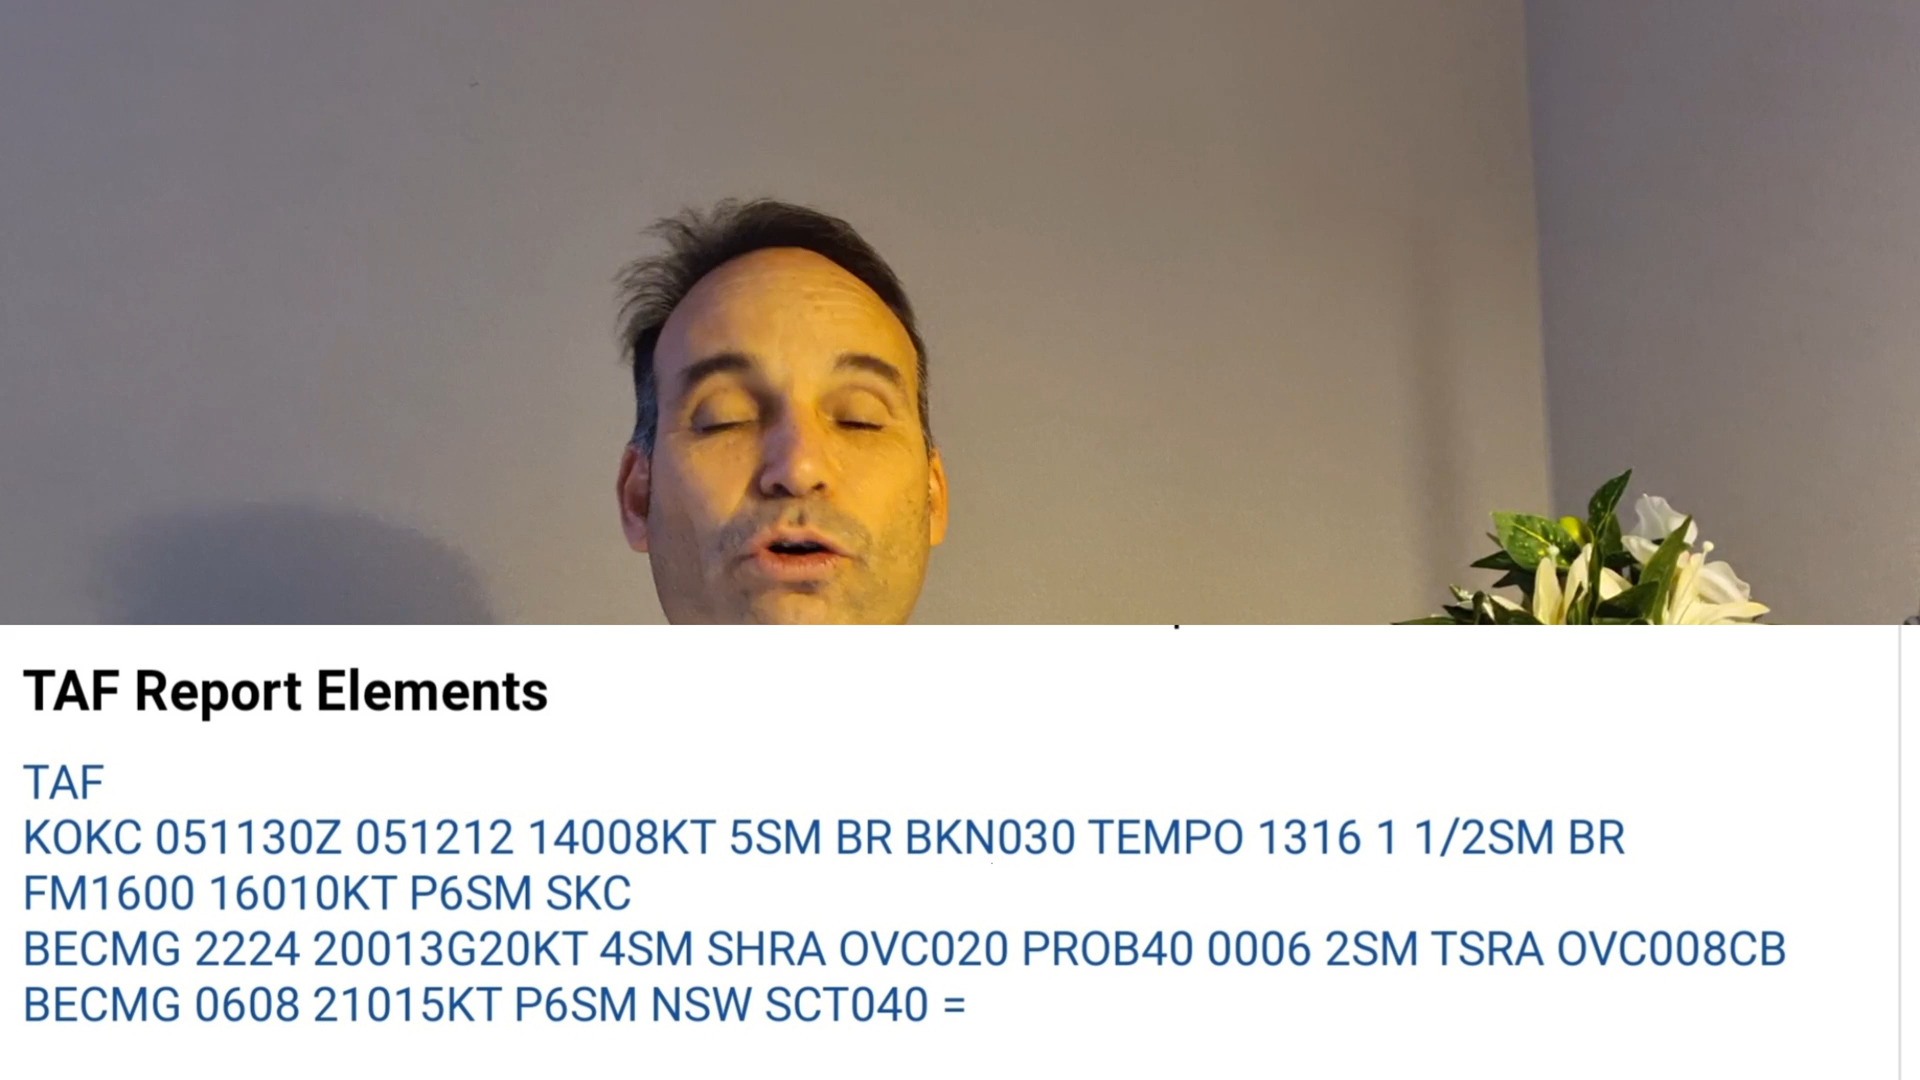 TAF Report Elements
TAF
KOKC 051130Z 051212 14008KT 5SM BR BKN030 TEMPO 1316 1 1/2SM BR
FM1600 16010KT P6SM SKC
BECMG 2224 20013G20KT 4SM SHRA OVC020 PROB40 0006 2SM TSRA OVC008CB
BECMG 0608 21015KT P6SM NSW SCT040 =